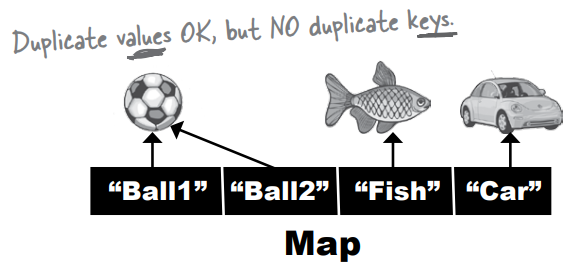 Duplicate values OK, but NO duplicate keys.
“Ball1” “Ball2” “Fish” “Car”
Map